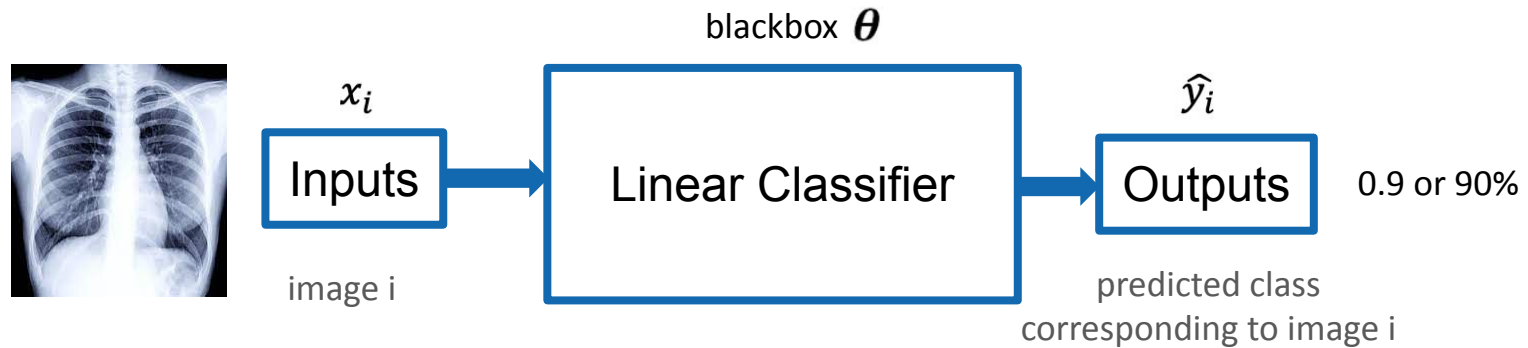 blackbox θ
x_i
ŷ_i
Inputs
Linear Classifier
Outputs
0.9 or 90%
image i
predicted class
corresponding to image i